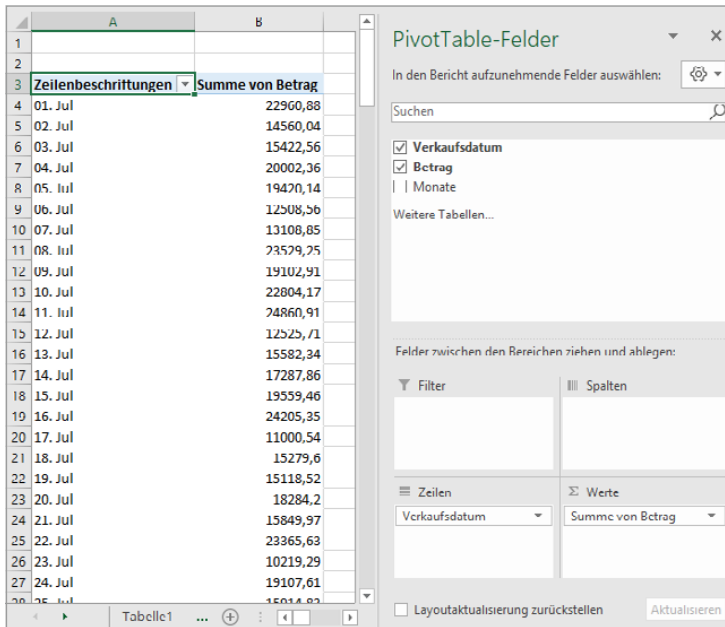 A B
1
2
3 Zeilenbeschriftungen Summe von Betrag
4 01. Jul 22960,88
5 02. Jul 14560,04
6 03. Jul 15422,56
7 04. Jul 20002,36
8 05. Jul 19420,14
9 06. Jul 12508,56
10 07. Jul 13108,85
11 08. Jul 23529,25
12 09. Jul 19102,91
13 10. Jul 22804,17
14 11. Jul 24860,91
15 12. Jul 12525,71
16 13. Jul 15582,34
17 14. Jul 17287,86
18 15. Jul 19559,46
19 16. Jul 24205,35
20 17. Jul 11000,54
21 18. Jul 15279,6
22 19. Jul 15118,52
23 20. Jul 18284,2
24 21. Jul 15849,97
25 22. Jul 23365,63
26 23. Jul 10219,29
27 24. Jul 19107,61
Tabelle1 ...
PivotTable-Felder
In den Bericht aufzunehmende Felder auswählen:
Suchen
Verkaufsdatum
Betrag
Monate
Weitere Tabellen...
Felder zwischen den Bereichen ziehen und ablegen:
Filter Spalten
Zeilen Σ Werte
Verkaufsdatum Summe von Betrag
Layoutaktualisierung zurückstellen Aktualisieren